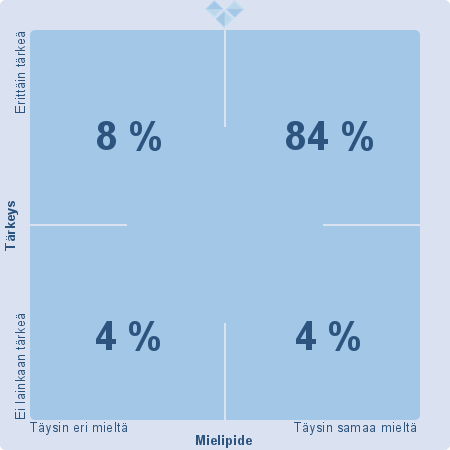 Erittäin tärkeä
8 %
84 %
Tärkeys
Ei lainkaan tärkeä
4 %
4 %
Täysin eri mieltä
Täysin samaa mieltä
Mielipide